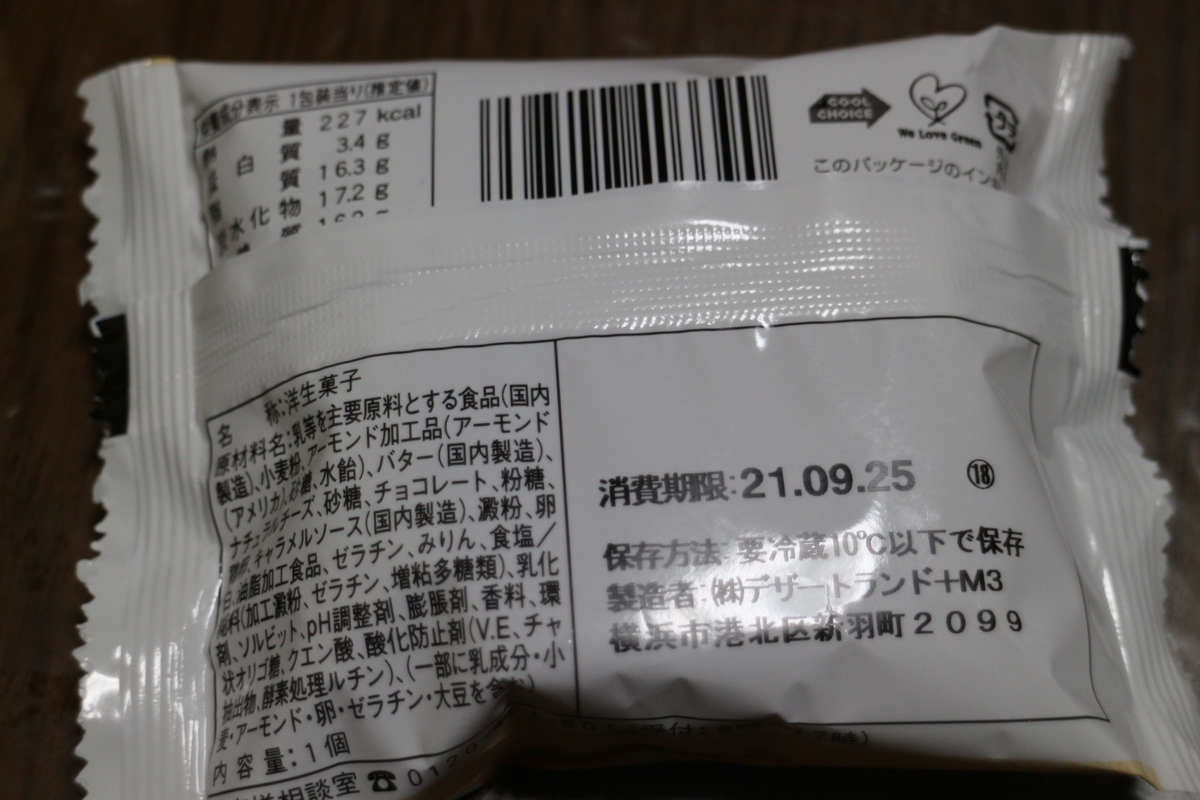 栄養成分表示 1包装当り(推定値)
量 227 kcal
白 質 3.4 g
質 16.3 g
炭水化物 17.2 g
COOL CHOICE
We Love Green
このパッケージのイン
名 称:洋生菓子
原材料名:乳等を主要原料とする食品(国内
製造)、小麦粉、アーモンド加工品(アーモンド
(アメリカ)、砂糖、水飴)、バター(国内製造)、
ナチュラルチーズ、砂糖、チョコレート、粉糖、
キャラメルソース(国内製造)、澱粉、卵
白、油脂加工食品、ゼラチン、みりん、食塩/
(加工澱粉、ゼラチン、増粘多糖類)、乳化
剤、ソルビット、pH調整剤、膨脹剤、香料、環
状オリゴ糖、クエン酸、酸化防止剤(V.E、チャ
抽出物、酵素処理ルチン)、(一部に乳成分・小
麦・アーモンド・卵・ゼラチン・大豆を含む)
内容量:1個
消費期限:21.09.25 ⑱
保存方法:要冷蔵10℃以下で保存
製造者:㈱デザートランド+M3
横浜市港北区新羽町2099
相談室 ☎ 0120